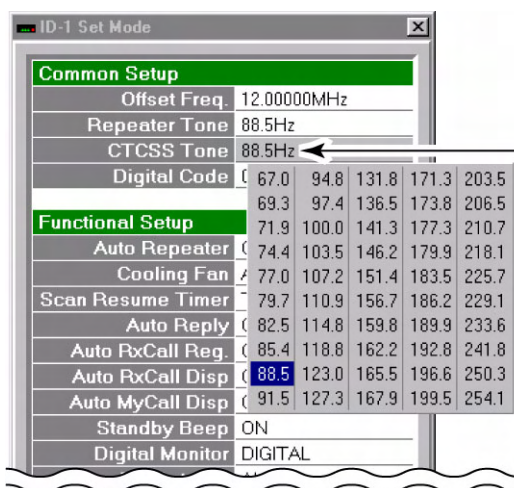 ID-1 Set Mode
Common Setup
Offset Freq. 12.00000MHz
Repeater Tone 88.5Hz
CTCSS Tone 88.5Hz
Digital Code
67.0 94.8 131.8 171.3 203.5
69.3 97.4 136.5 173.8 206.5
Functional Setup
71.9 100.0 141.3 177.3 210.7
Auto Repeater
74.4 103.5 146.2 179.9 218.1
Cooling Fan
77.0 107.2 151.4 183.5 225.7
Scan Resume Timer
79.7 110.9 156.7 186.2 229.1
Auto Reply
82.5 114.8 159.8 189.9 233.6
Auto RxCall Reg.
85.4 118.8 162.2 192.8 241.8
Auto RxCall Disp
88.5 123.0 165.5 196.6 250.3
Auto MyCall Disp
91.5 127.3 167.9 199.5 254.1
Standby Beep ON
Digital Monitor DIGITAL